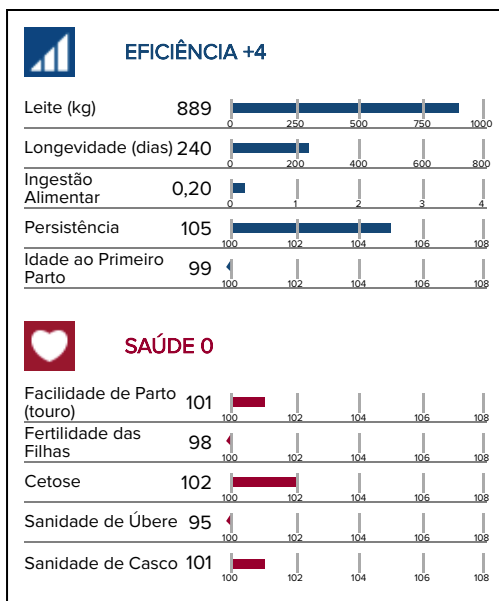 EFICIÊNCIA +4
Leite (kg) 889
0 250 500 750 1000
Longevidade (dias) 240
0 200 400 600 800
Ingestão
Alimentar 0,20
0 1 2 3 4
Persistência 105
100 102 104 106 108
Idade ao Primeiro
Parto 99
100 102 104 106 108
SAÚDE 0
Facilidade de Parto
(touro) 101
100 102 104 106 108
Fertilidade das
Filhas 98
100 102 104 106 108
Cetose 102
100 102 104 106 108
Sanidade de Úbere 95
100 102 104 106 108
Sanidade de Casco 101
100 102 104 106 108